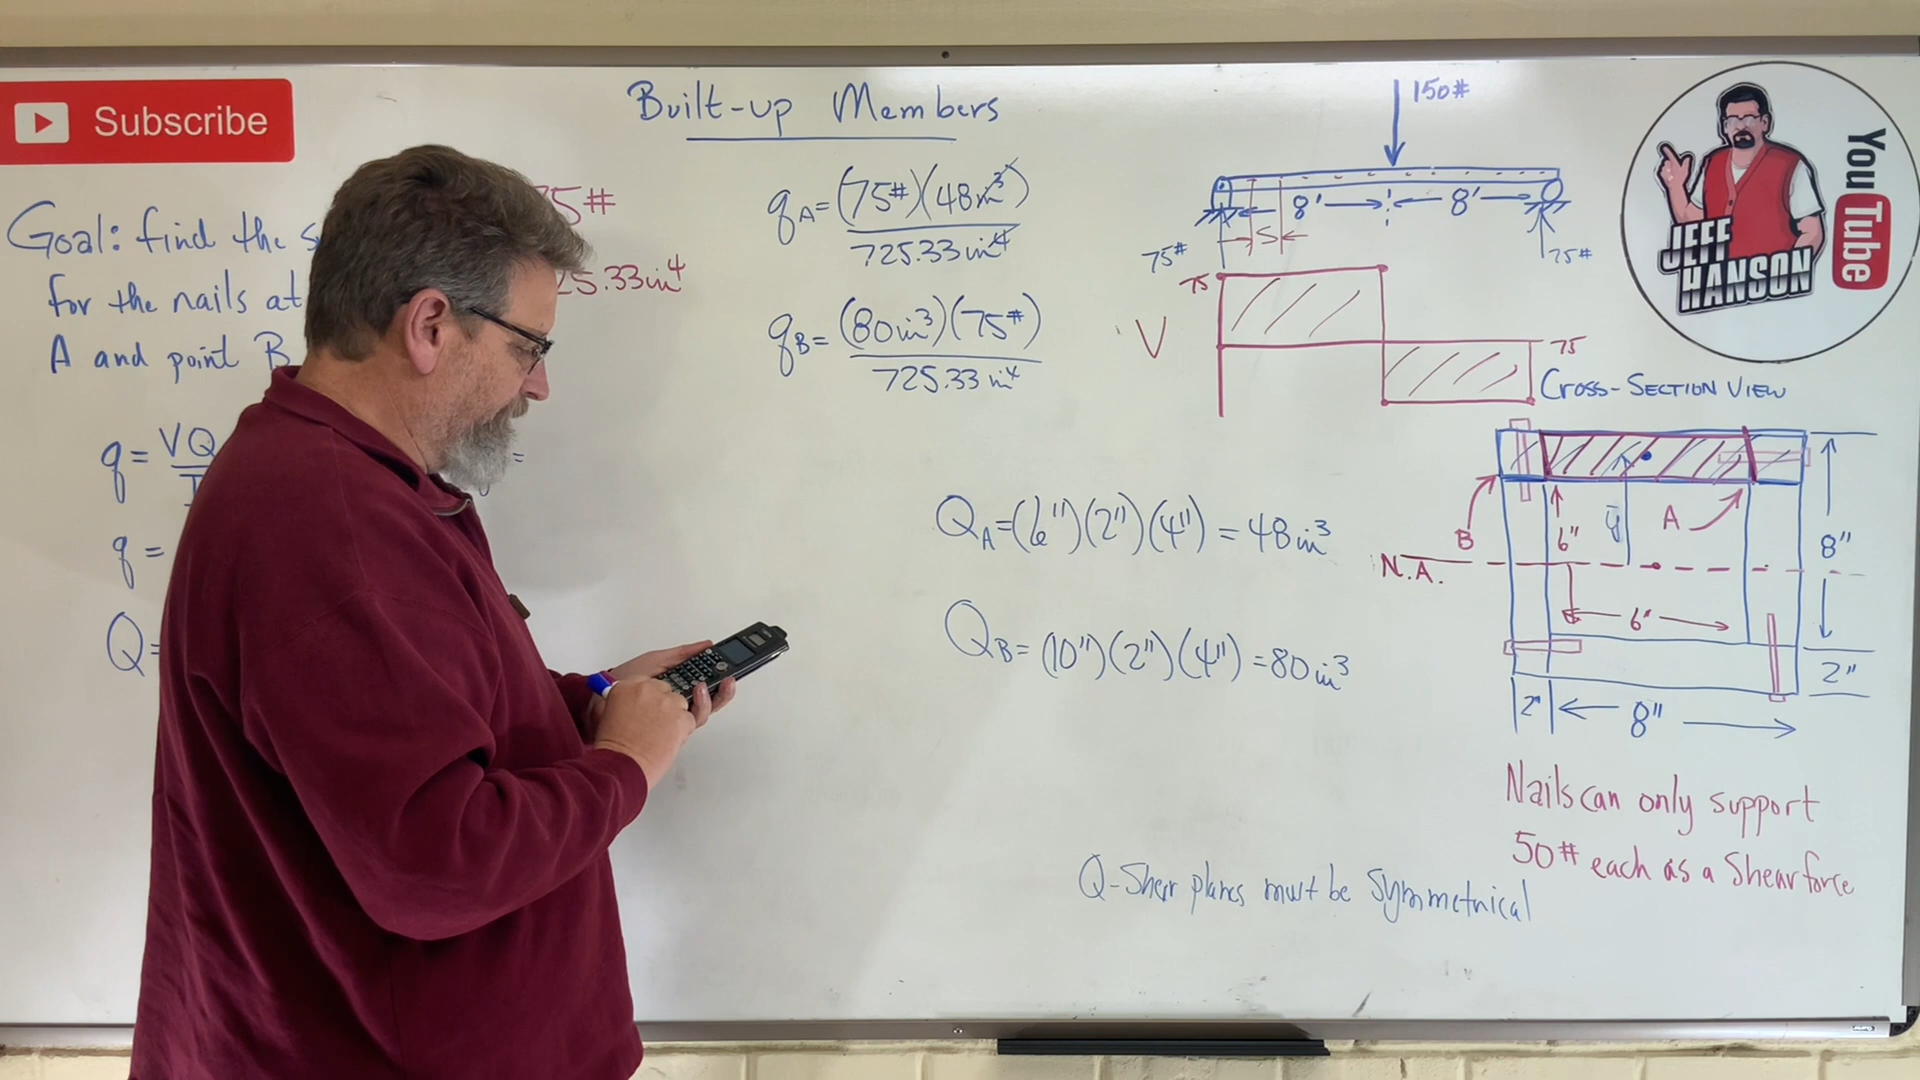 Subscribe
Built-up Members
Goal: find the
for the nails at
A and point B
75#
25.33in⁴
q = VQ
=
q =
Q=
qA = (75#)(48in³)
725.33in⁴
qB = (80in³)(75#)
725.33in⁴
QA=(6")(2")(4") = 48in³
QB= (10")(2")(4") =80in³
Q-Shear planes must be symmetrical
150#
8' 8'
S
75# 75#
75
V
75
CROSS-SECTION VIEW
B 6" ȳ A
N.A.
6"
8"
2"
2" 8"
Nails can only support
50# each as a Shear force
JEFF
HANSON
YouTube